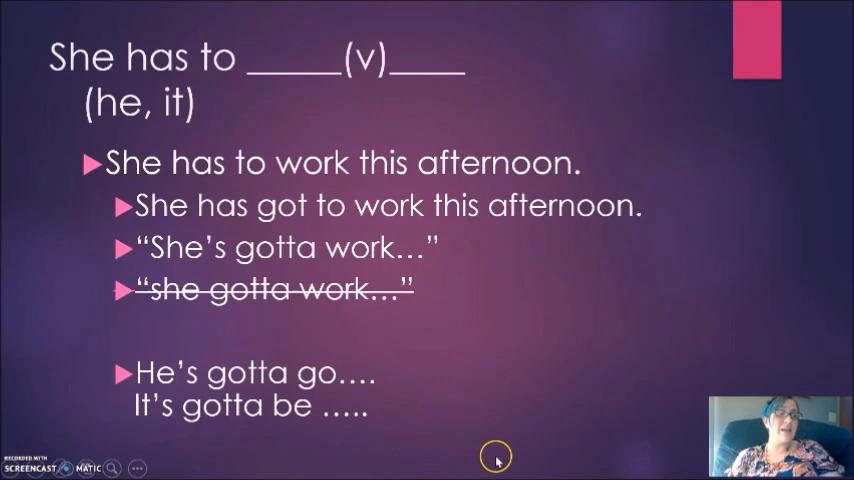 She has to _____(v)____
(he, it)
She has to work this afternoon.
She has got to work this afternoon.
“She’s gotta work…”
“she gotta work…”
He’s gotta go….
It’s gotta be …..
RECORDED WITH
SCREENCAST MATIC